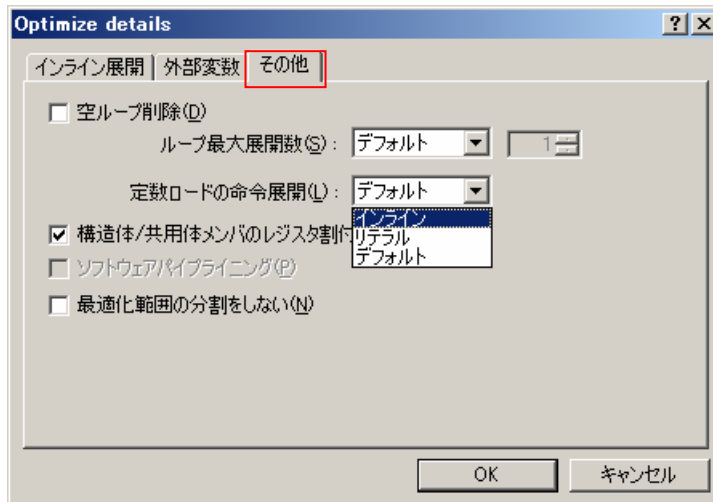 Optimize details
インライン展開 外部変数 その他
空ループ削除(D)
ループ最大展開数(S): デフォルト 1
定数ロードの命令展開(L): デフォルト
インライン
構造体/共用体メンバのレジスタ割付 リテラル
デフォルト
ソフトウェアパイプライニング(P)
最適化範囲の分割をしない(N)
OK キャンセル